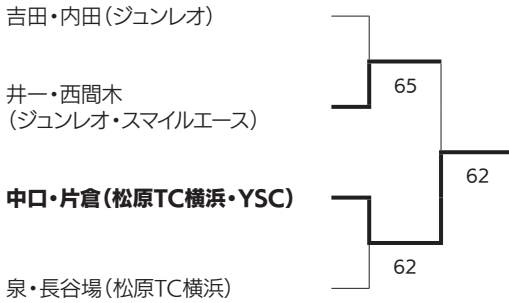 吉田・内田（ジュンレオ）
井一・西間木
（ジュンレオ・スマイルエース）
65
62
中口・片倉（松原TC横浜・YSC）
62
泉・長谷場（松原TC横浜）